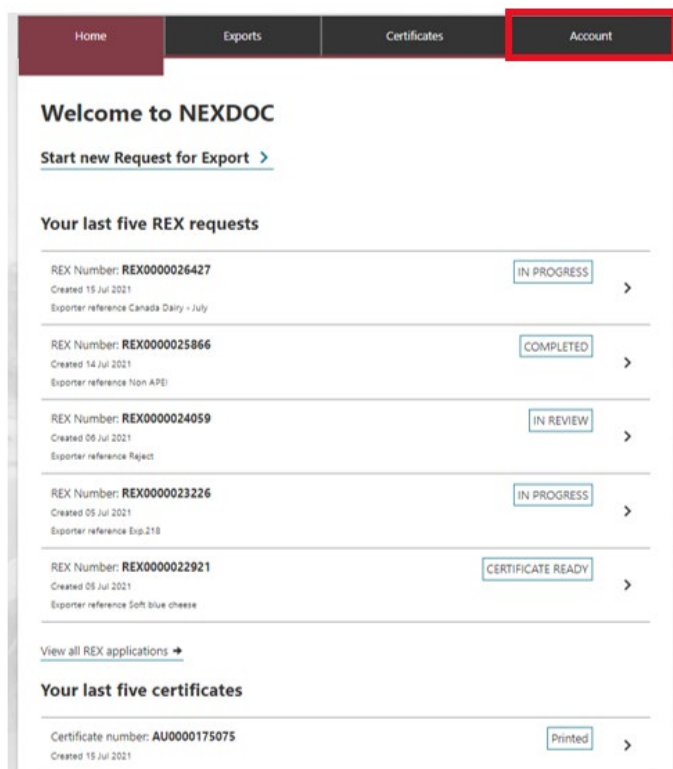 Home Exports Certificates Account
Welcome to NEXDOC
Start new Request for Export >
Your last five REX requests
REX Number: REX0000026427 IN PROGRESS
Created 15 Jul 2021
Exporter reference Canada Dairy - July
REX Number: REX0000025866 COMPLETED
Created 14 Jul 2021
Exporter reference Non APEI
REX Number: REX0000024059 IN REVIEW
Created 06 Jul 2021
Exporter reference Reject
REX Number: REX0000023226 IN PROGRESS
Created 05 Jul 2021
Exporter reference Exp.218
REX Number: REX0000022921 CERTIFICATE READY
Created 05 Jul 2021
Exporter reference Soft blue cheese
View all REX applications →
Your last five certificates
Certificate number: AU0000175075 Printed
Created 15 Jul 2021